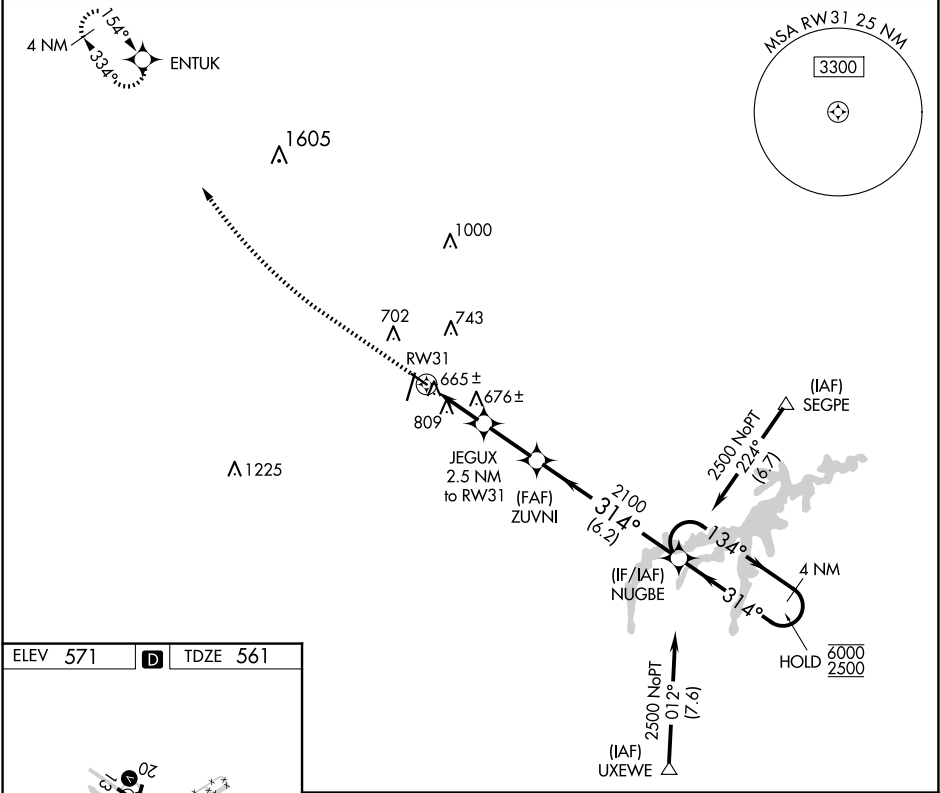 154°
4 NM
334°
ENTUK
MSA RW31 25 NM
3300
1605
1000
702
743
RW31
665 ±
676 ±
809
1225
JEGUX
2.5 NM
to RW31
(FAF)
ZUVNI
2100
314°
(6.2)
(IAF)
SEGPE
2500 NoPT
224°
(6.7)
134°
4 NM
314°
(IF/IAF)
NUGBE
HOLD 6000
2500
2500 NoPT
012°
(7.6)
(IAF)
UXEWE
ELEV 571 D TDZE 561
20
V
13